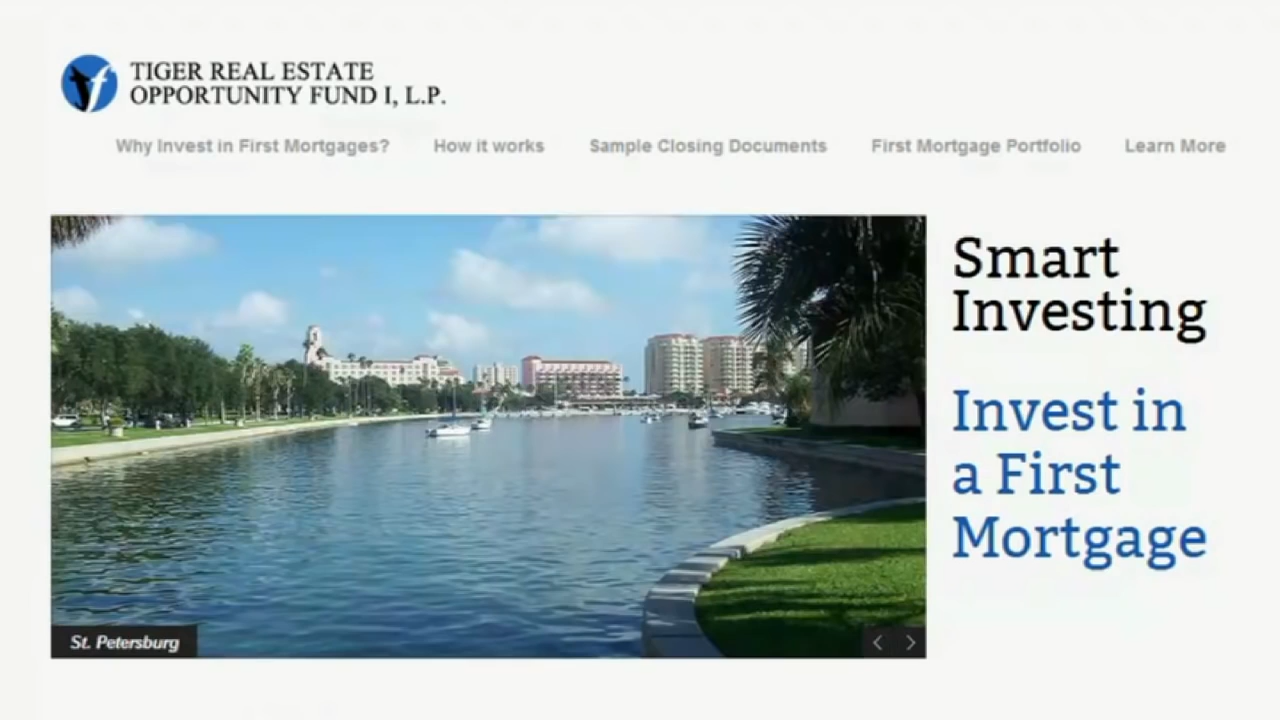 TIGER REAL ESTATE
OPPORTUNITY FUND I, L.P.
Why Invest in First Mortgages? How it works Sample Closing Documents First Mortgage Portfolio Learn More
Smart
Investing
Invest in
a First
Mortgage
St. Petersburg